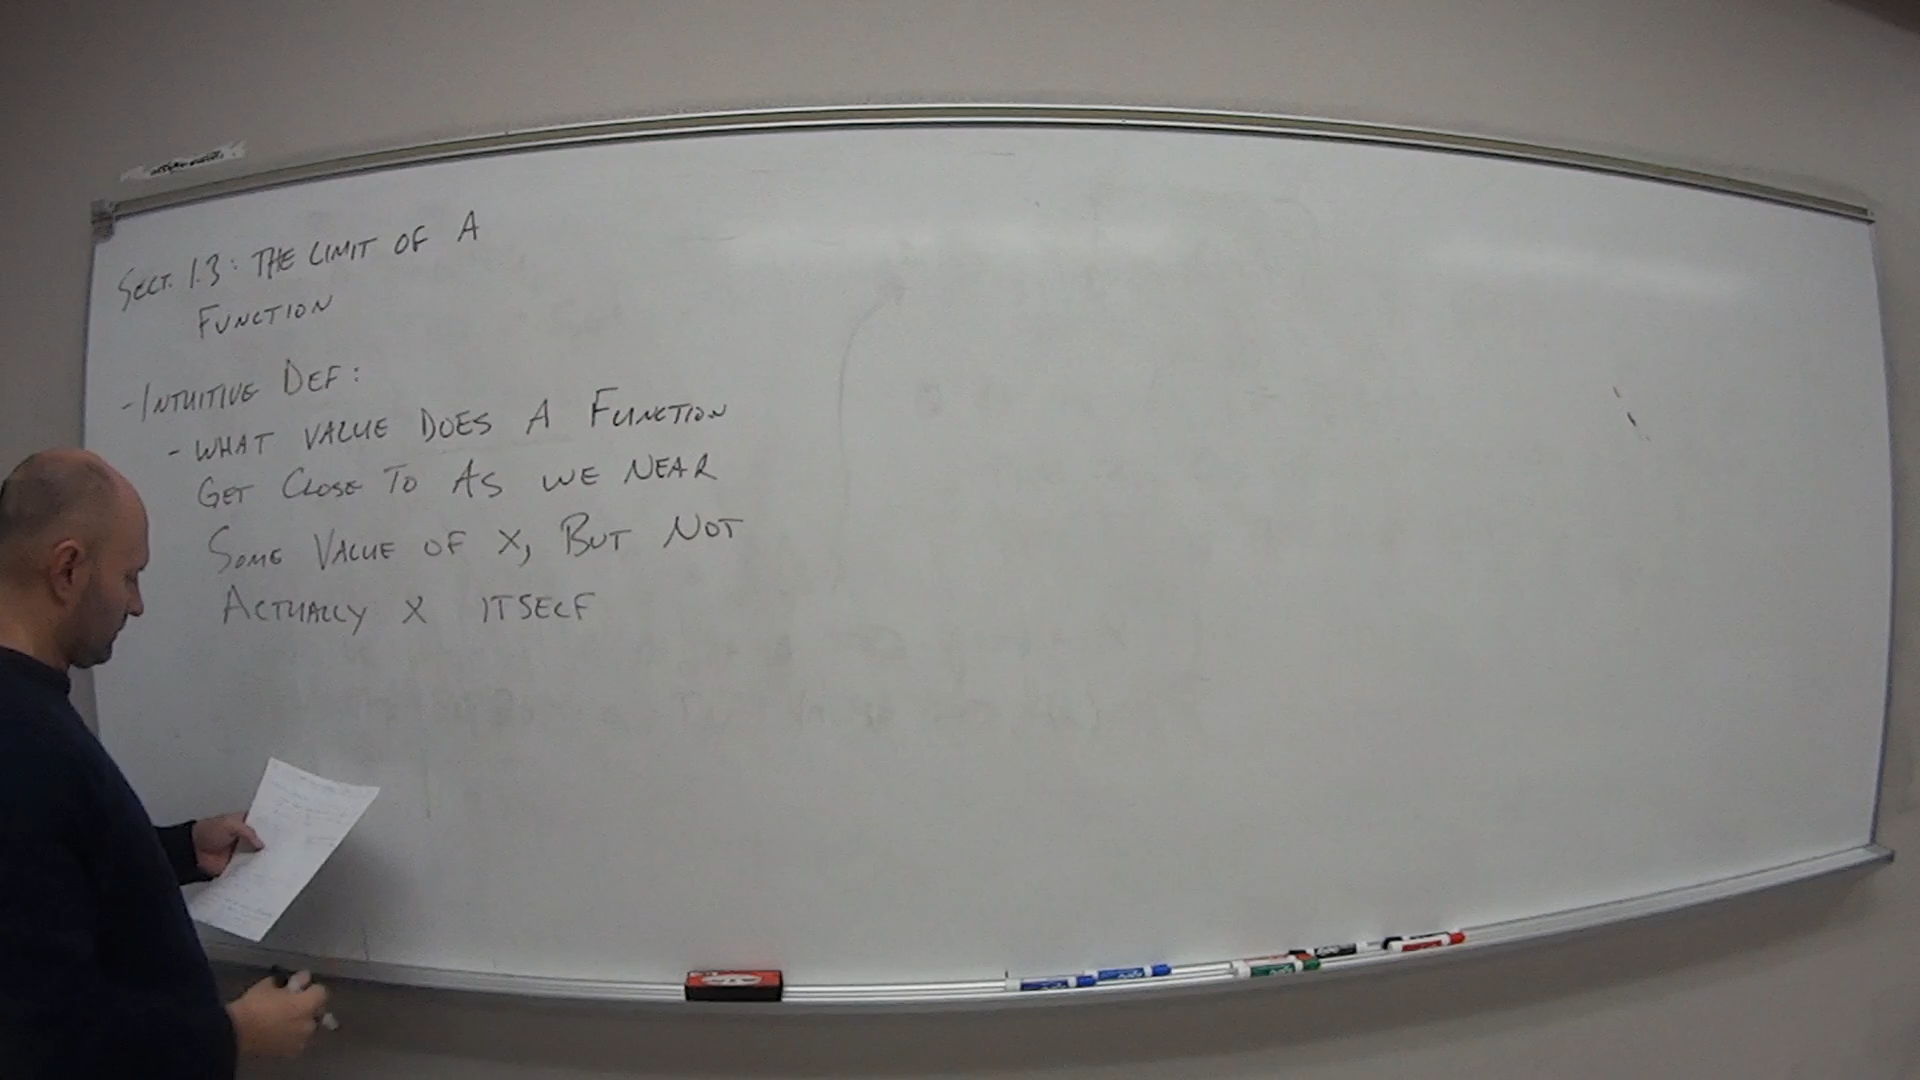 SECT. 1.3: THE LIMIT OF A
FUNCTION
- INTUITIVE DEF:
- WHAT VALUE DOES A FUNCTION
GET CLOSE TO AS WE NEAR
SOME VALUE OF X, BUT NOT
ACTUALLY X ITSELF